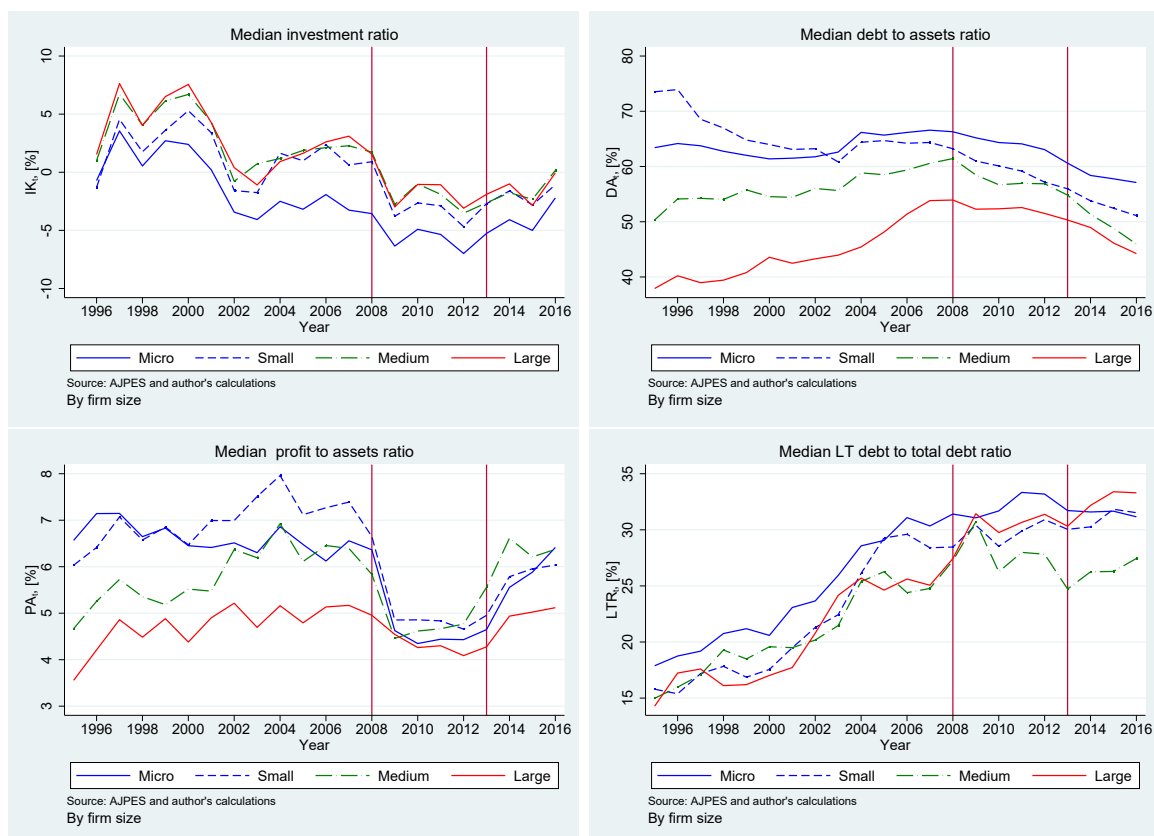 Median investment ratio
IKₜ, [%]
10
5
0
-5
-10
1996 1998 2000 2002 2004 2006 2008 2010 2012 2014 2016
Year
Micro Small Medium Large
Source: AJPES and author's calculations
By firm size
Median debt to assets ratio
DAₜ, [%]
80
70
60
50
40
1996 1998 2000 2002 2004 2006 2008 2010 2012 2014 2016
Year
Micro Small Medium Large
Source: AJPES and author's calculations
By firm size
Median profit to assets ratio
PAₜ, [%]
8
7
6
5
4
3
1996 1998 2000 2002 2004 2006 2008 2010 2012 2014 2016
Year
Micro Small Medium Large
Source: AJPES and author's calculations
By firm size
Median LT debt to total debt ratio
LTRₜ, [%]
35
30
25
20
15
1996 1998 2000 2002 2004 2006 2008 2010 2012 2014 2016
Year
Micro Small Medium Large
Source: AJPES and author's calculations
By firm size